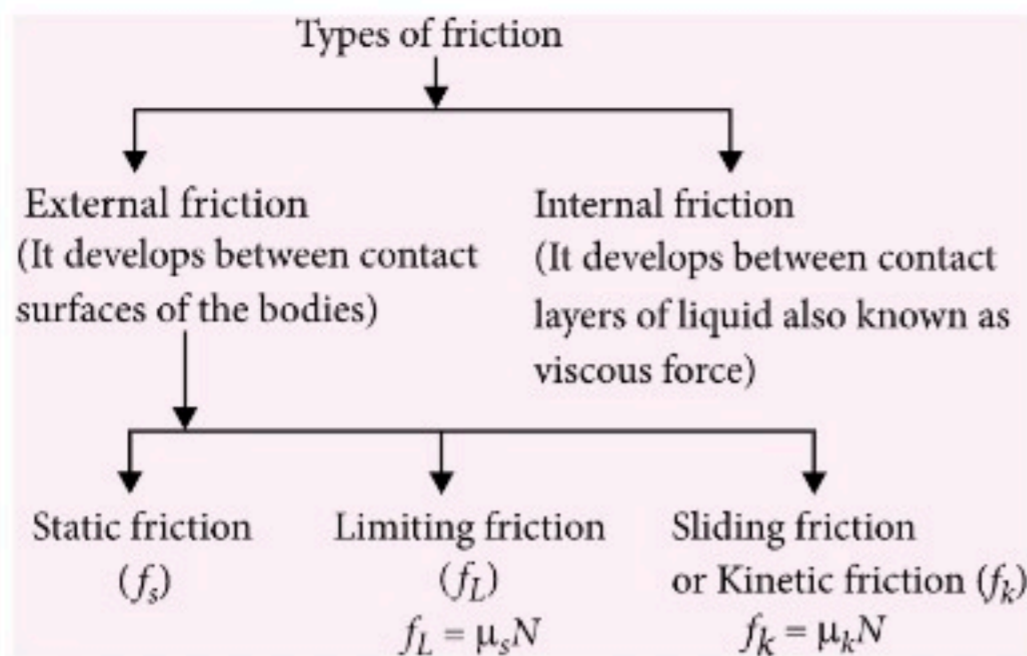 Types of friction
External friction
(It develops between contact
surfaces of the bodies)
Internal friction
(It develops between contact
layers of liquid also known as
viscous force)
Static friction
(fs)
Limiting friction
(fL)
fL = μsN
Sliding friction
or Kinetic friction (fk)
fk = μkN